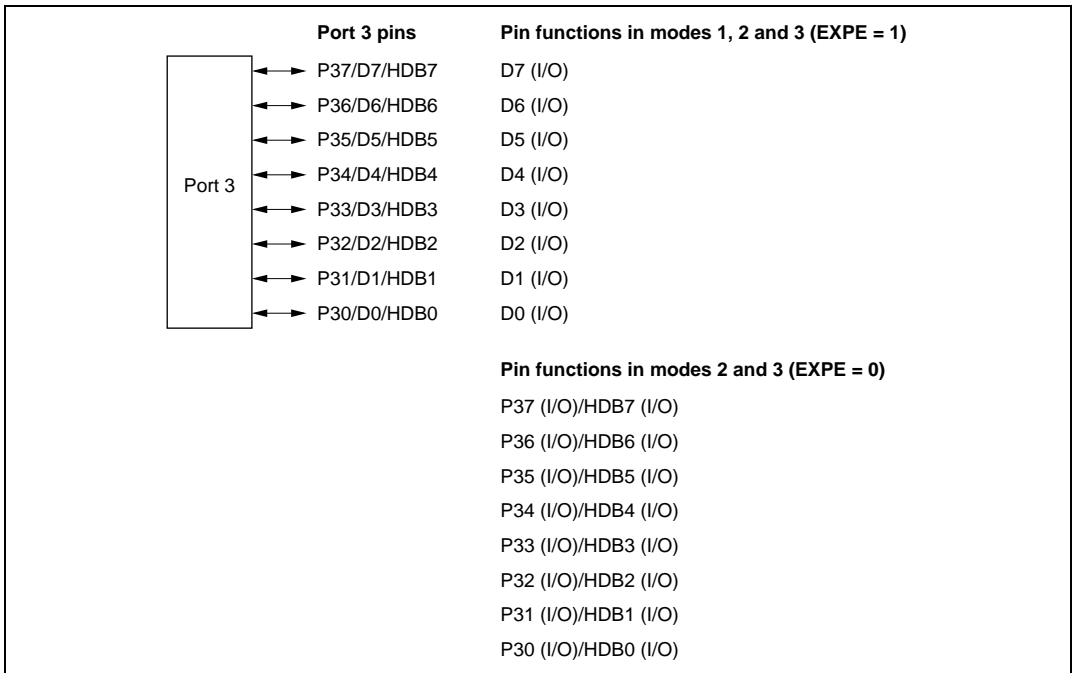 Port 3 pins Pin functions in modes 1, 2 and 3 (EXPE = 1)
P37/D7/HDB7 D7 (I/O)
P36/D6/HDB6 D6 (I/O)
P35/D5/HDB5 D5 (I/O)
P34/D4/HDB4 D4 (I/O)
Port 3
P33/D3/HDB3 D3 (I/O)
P32/D2/HDB2 D2 (I/O)
P31/D1/HDB1 D1 (I/O)
P30/D0/HDB0 D0 (I/O)
Pin functions in modes 2 and 3 (EXPE = 0)
P37 (I/O)/HDB7 (I/O)
P36 (I/O)/HDB6 (I/O)
P35 (I/O)/HDB5 (I/O)
P34 (I/O)/HDB4 (I/O)
P33 (I/O)/HDB3 (I/O)
P32 (I/O)/HDB2 (I/O)
P31 (I/O)/HDB1 (I/O)
P30 (I/O)/HDB0 (I/O)